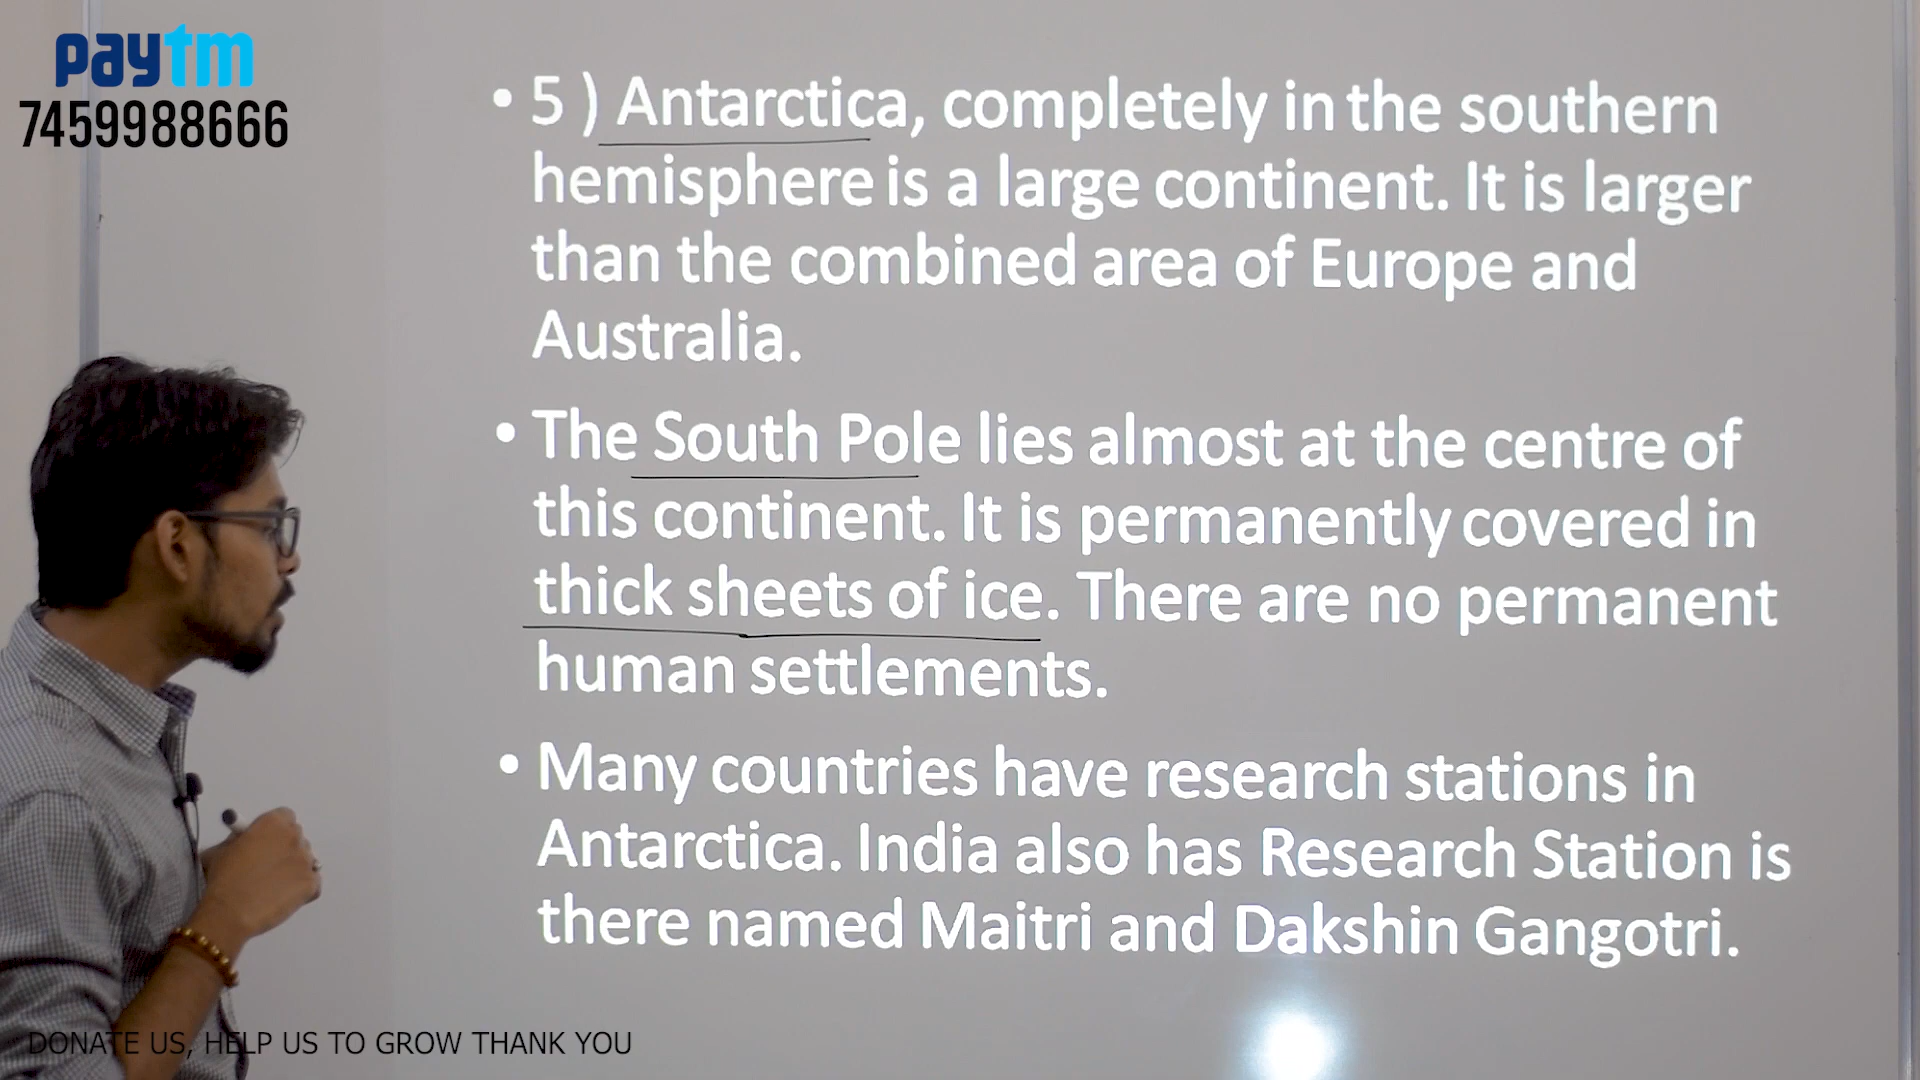 paytm
7459988666
• 5 ) Antarctica, completely in the southern
hemisphere is a large continent. It is larger
than the combined area of Europe and
Australia.
• The South Pole lies almost at the centre of
this continent. It is permanently covered in
thick sheets of ice. There are no permanent
human settlements.
• Many countries have research stations in
Antarctica. India also has Research Station is
there named Maitri and Dakshin Gangotri.
DONATE US, HELP US TO GROW THANK YOU